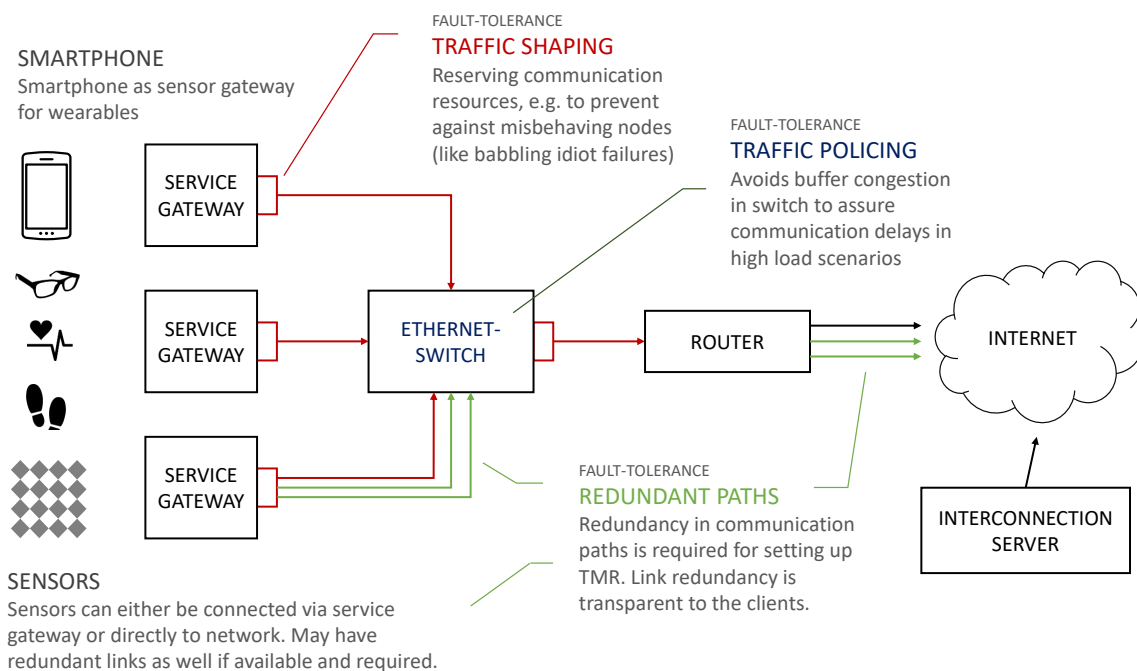 FAULT-TOLERANCE
TRAFFIC SHAPING
Reserving communication
resources, e.g. to prevent
against misbehaving nodes
(like babbling idiot failures)
SMARTPHONE
Smartphone as sensor gateway
for wearables
FAULT-TOLERANCE
TRAFFIC POLICING
Avoids buffer congestion
in switch to assure
communication delays in
high load scenarios
SERVICE
GATEWAY
SERVICE
GATEWAY
ETHERNET-
SWITCH
ROUTER
INTERNET
SERVICE
GATEWAY
FAULT-TOLERANCE
REDUNDANT PATHS
Redundancy in communication
paths is required for setting up
TMR. Link redundancy is
transparent to the clients.
INTERCONNECTION
SERVER
SENSORS
Sensors can either be connected via service
gateway or directly to network. May have
redundant links as well if available and required.